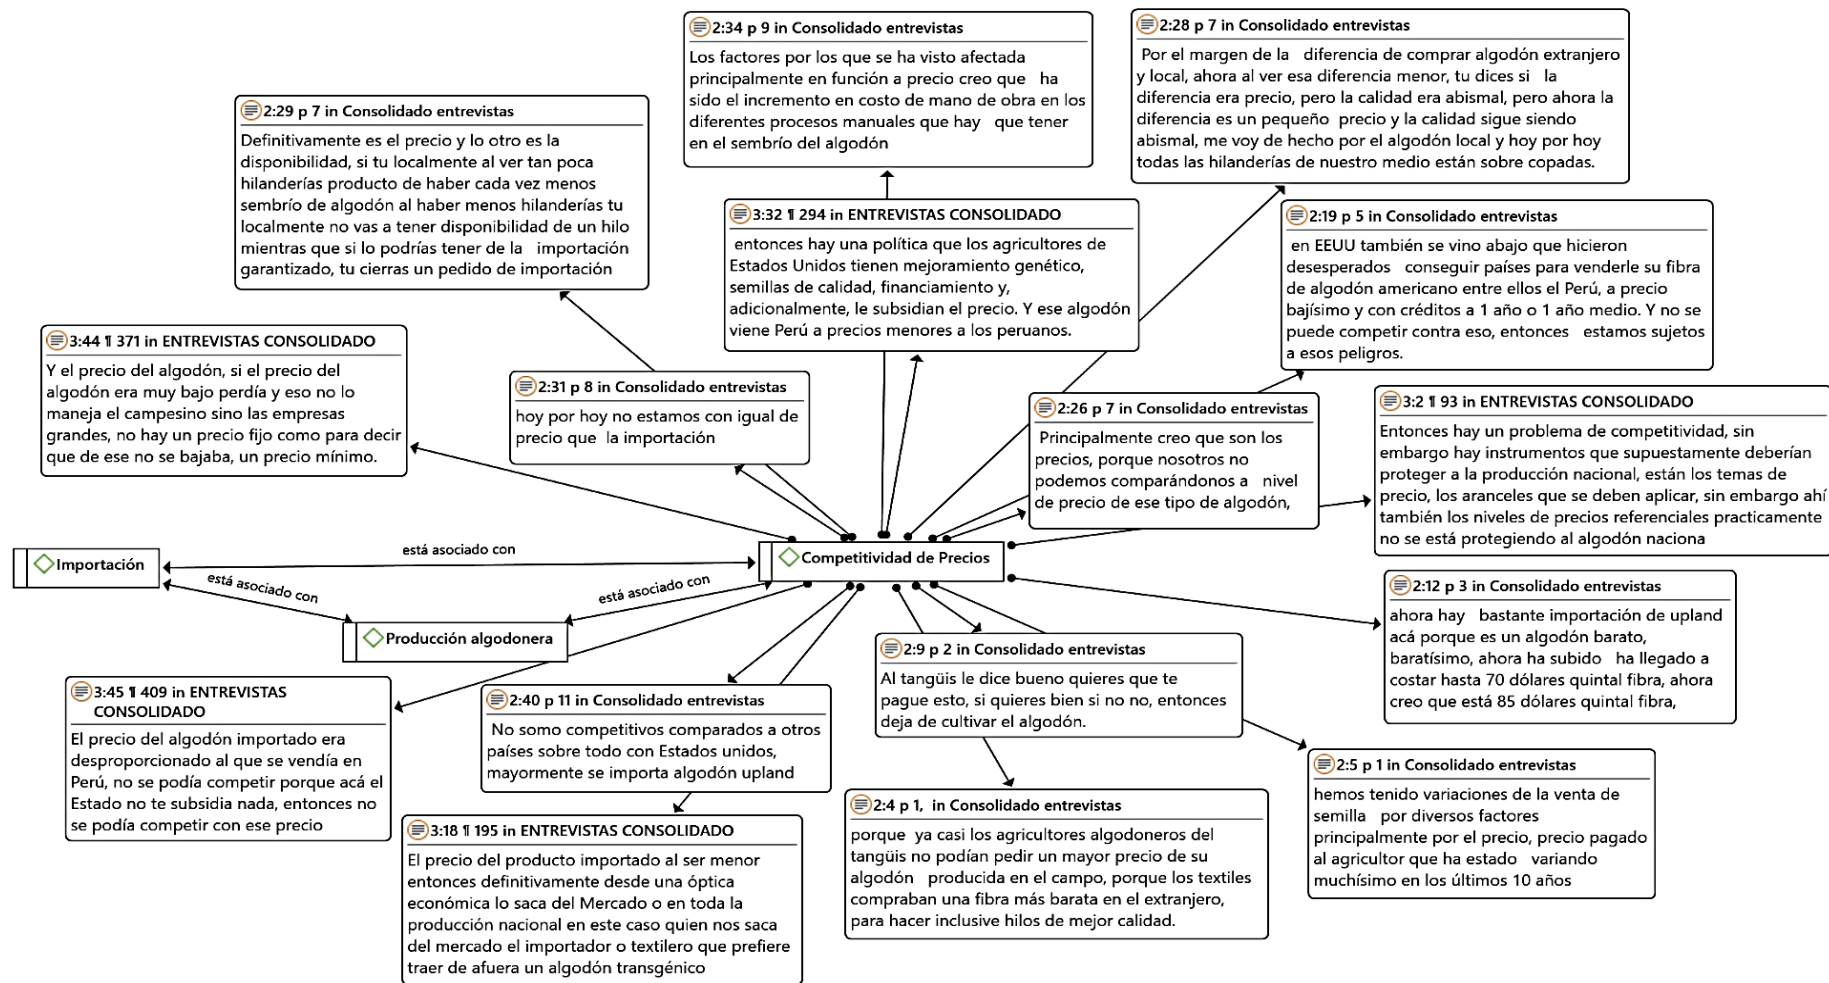 2:34 p 9 in Consolidado entrevistas
Los factores por los que se ha visto afectada
principalmente en función a precio creo que ha
sido el incremento en costo de mano de obra en los
diferentes procesos manuales que hay que tener
en el sembrío del algodón
2:28 p 7 in Consolidado entrevistas
Por el margen de la diferencia de comprar algodón extranjero
y local, ahora al ver esa diferencia menor, tu dices si la
diferencia era precio, pero la calidad era abismal, pero ahora la
diferencia es un pequeño precio y la calidad sigue siendo
abismal, me voy de hecho por el algodón local y hoy por hoy
todas las hilanderías de nuestro medio están sobre copadas.
2:29 p 7 in Consolidado entrevistas
Definitivamente es el precio y lo otro es la
disponibilidad, si tu localmente al ver tan poca
hilanderías producto de haber cada vez menos
sembrío de algodón al haber menos hilanderías tu
localmente no vas a tener disponibilidad de un hilo
mientras que si lo podrías tener de la importación
garantizado, tu cierras un pedido de importación
3:32 ¶ 294 in ENTREVISTAS CONSOLIDADO
entonces hay una política que los agricultores de
Estados Unidos tienen mejoramiento genético,
semillas de calidad, financiamiento y,
adicionalmente, le subsidian el precio. Y ese algodón
viene Perú a precios menores a los peruanos.
2:19 p 5 in Consolidado entrevistas
en EEUU también se vino abajo que hicieron
desesperados conseguir países para venderle su fibra
de algodón americano entre ellos el Perú, a precio
bajísimo y con créditos a 1 año o 1 año medio. Y no se
puede competir contra eso, entonces estamos sujetos
a esos peligros.
3:44 ¶ 371 in ENTREVISTAS CONSOLIDADO
Y el precio del algodón, si el precio del
algodón era muy bajo perdía y eso no lo
maneja el campesino sino las empresas
grandes, no hay un precio fijo como para decir
que de ese no se bajaba, un precio mínimo.
2:31 p 8 in Consolidado entrevistas
hoy por hoy no estamos con igual de
precio que la importación
2:26 p 7 in Consolidado entrevistas
Principalmente creo que son los
precios, porque nosotros no
podemos comparándonos a nivel
de precio de ese tipo de algodón,
3:2 ¶ 93 in ENTREVISTAS CONSOLIDADO
Entonces hay un problema de competitividad, sin
embargo hay instrumentos que supuestamente deberían
proteger a la producción nacional, están los temas de
precio, los aranceles que se deben aplicar, sin embargo ahí
también los niveles de precios referenciales practicamente
no se está protegiendo al algodón naciona
Importación
está asociado con
está asociado con
está asociado con
Competitividad de Precios
Producción algodonera
2:12 p 3 in Consolidado entrevistas
ahora hay bastante importación de upland
acá porque es un algodón barato,
baratísimo, ahora ha subido ha llegado a
costar hasta 70 dólares quintal fibra, ahora
creo que está 85 dólares quintal fibra,
2:9 p 2 in Consolidado entrevistas
Al tangüis le dice bueno quieres que te
pague esto, si quieres bien si no no, entonces
deja de cultivar el algodón.
3:45 ¶ 409 in ENTREVISTAS
CONSOLIDADO
El precio del algodón importado era
desproporcionado al que se vendía en
Perú, no se podía competir porque acá el
Estado no te subsidia nada, entonces no
se podía competir con ese precio
2:40 p 11 in Consolidado entrevistas
No somo competitivos comparados a otros
países sobre todo con Estados unidos,
mayormente se importa algodón upland
2:5 p 1 in Consolidado entrevistas
hemos tenido variaciones de la venta de
semilla por diversos factores
principalmente por el precio, precio pagado
al agricultor que ha estado variando
muchísimo en los últimos 10 años
2:4 p 1, in Consolidado entrevistas
porque ya casi los agricultores algodoneros del
tangüis no podían pedir un mayor precio de su
algodón producida en el campo, porque los textiles
compraban una fibra más barata en el extranjero,
para hacer inclusive hilos de mejor calidad.
3:18 ¶ 195 in ENTREVISTAS CONSOLIDADO
El precio del producto importado al ser menor
entonces definitivamente desde una óptica
económica lo saca del Mercado o en toda la
producción nacional en este caso quien nos saca
del mercado el importador o textilero que prefiere
traer de afuera un algodón transgénico